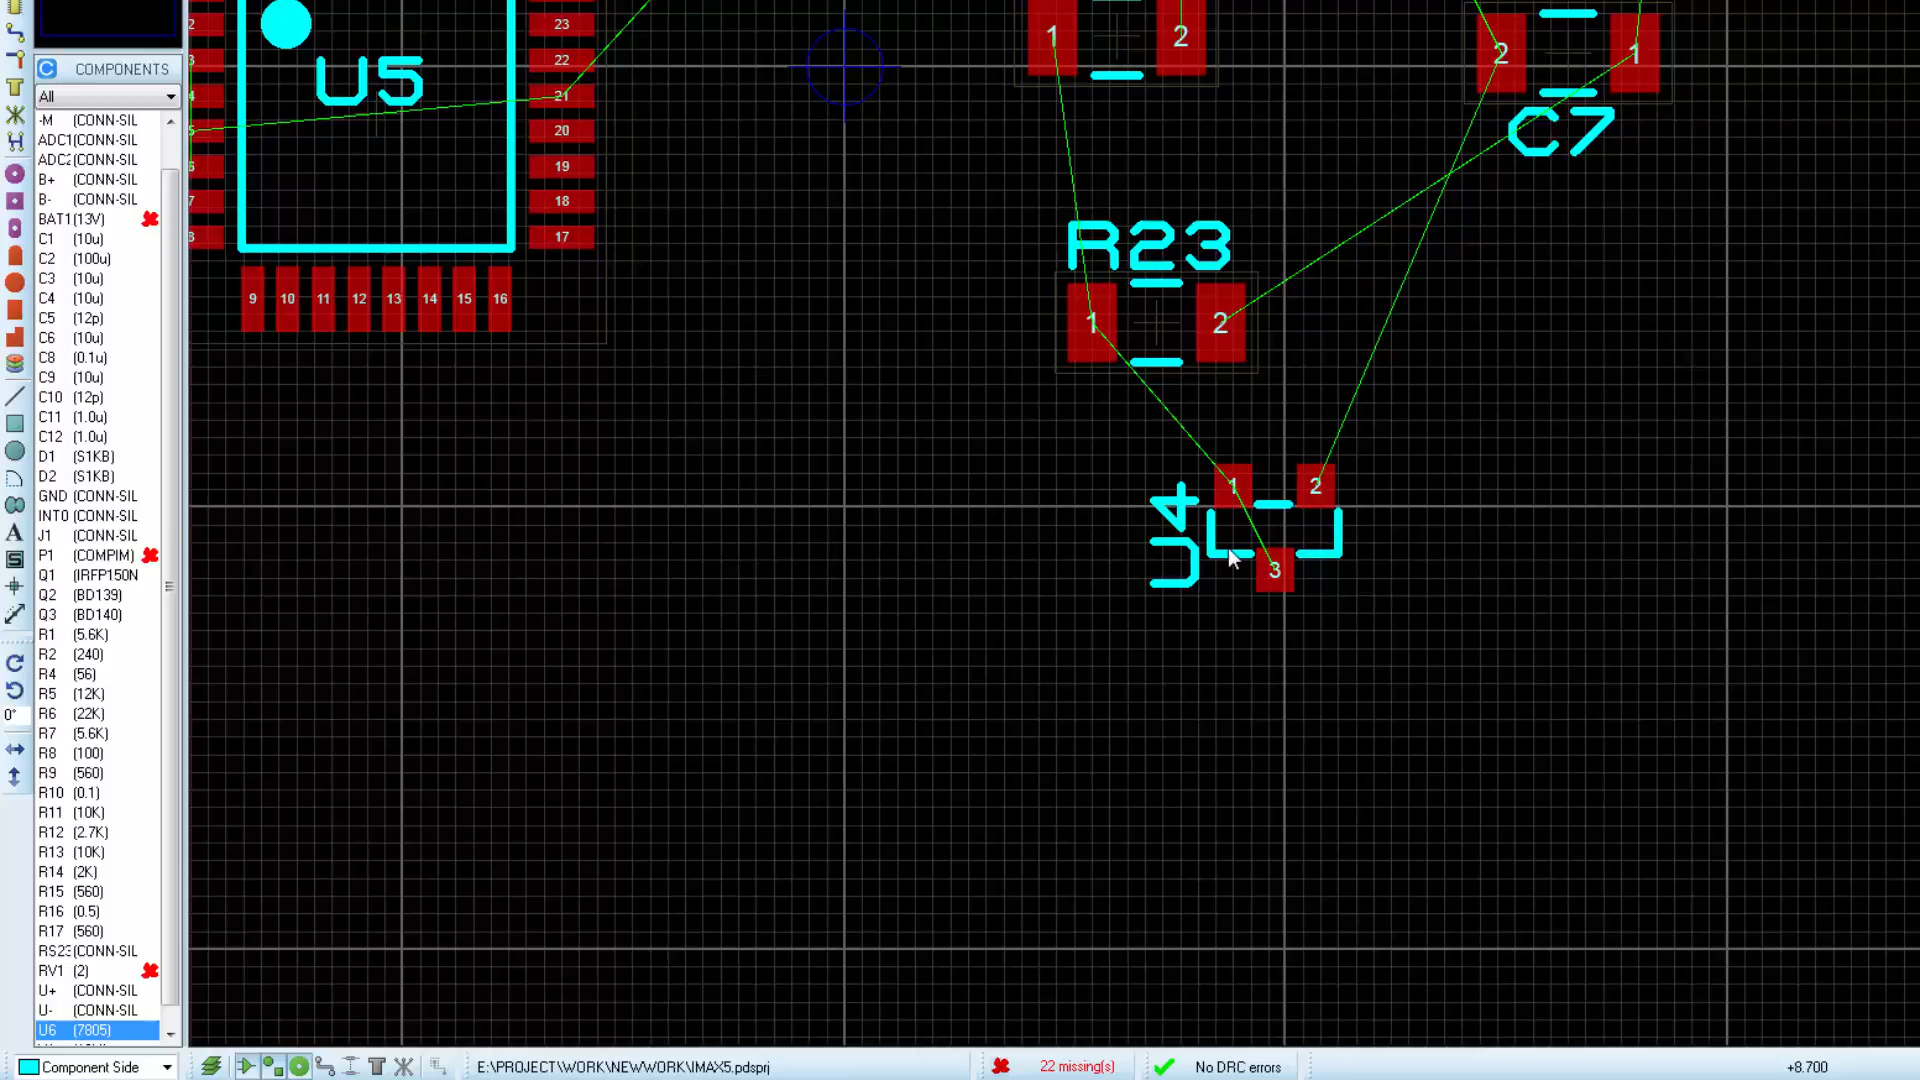 COMPONENTS
All
-M (CONN-SIL
ADC1(CONN-SIL
ADC2(CONN-SIL
B+ (CONN-SIL
B- (CONN-SIL
BAT1(13V)
C1 (10u)
C2 (100u)
C3 (10u)
C4 (10u)
C5 (12p)
C6 (10u)
C8 (0.1u)
C9 (10u)
C10 (12p)
C11 (1.0u)
C12 (1.0u)
D1 (S1KB)
D2 (S1KB)
GND (CONN-SIL
INT0 (CONN-SIL
J1 (CONN-SIL
P1 (COMPIM)
Q1 (IRFP150N
Q2 (BD139)
Q3 (BD140)
R1 (5.6K)
R2 (240)
R4 (56)
R5 (12K)
R6 (22K)
R7 (5.6K)
R8 (100)
R9 (560)
R10 (0.1)
R11 (10K)
R12 (2.7K)
R13 (10K)
R14 (2K)
R15 (560)
R16 (0.5)
R17 (560)
RS23(CONN-SIL
RV1 (2)
U+ (CONN-SIL
U- (CONN-SIL
U6 (7805)
0°
U5
2
3
4
5
6
7
8
23
22
21
20
19
18
17
9 10 11 12 13 14 15 16
1 2
2 1
C7
R23
1 2
U4
1 2
3
Component Side
E:\PROJECT\WORK\NEWWORK\IMAX5.pdsprj
22 missing(s)
No DRC errors
+8.700